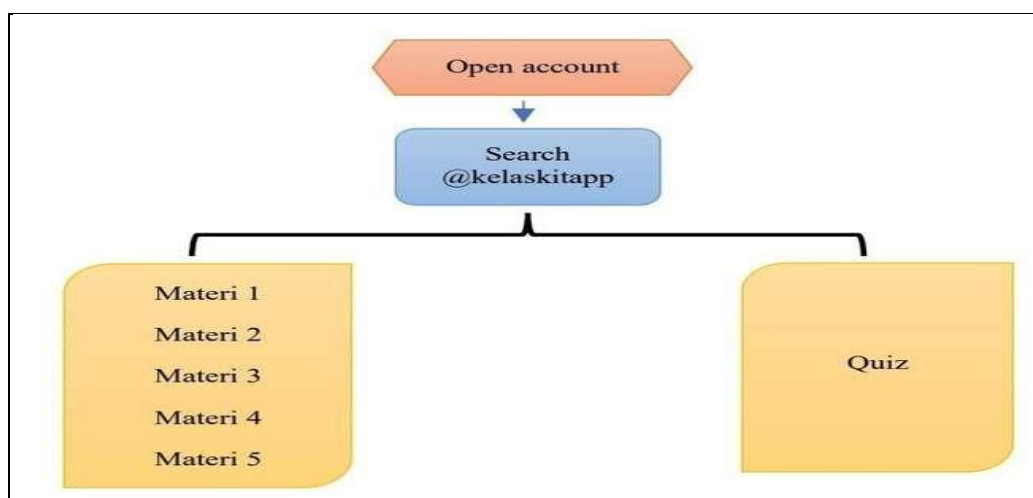 Open account
Search
@kelaskitapp
Materi 1
Materi 2
Materi 3
Materi 4
Materi 5
Quiz